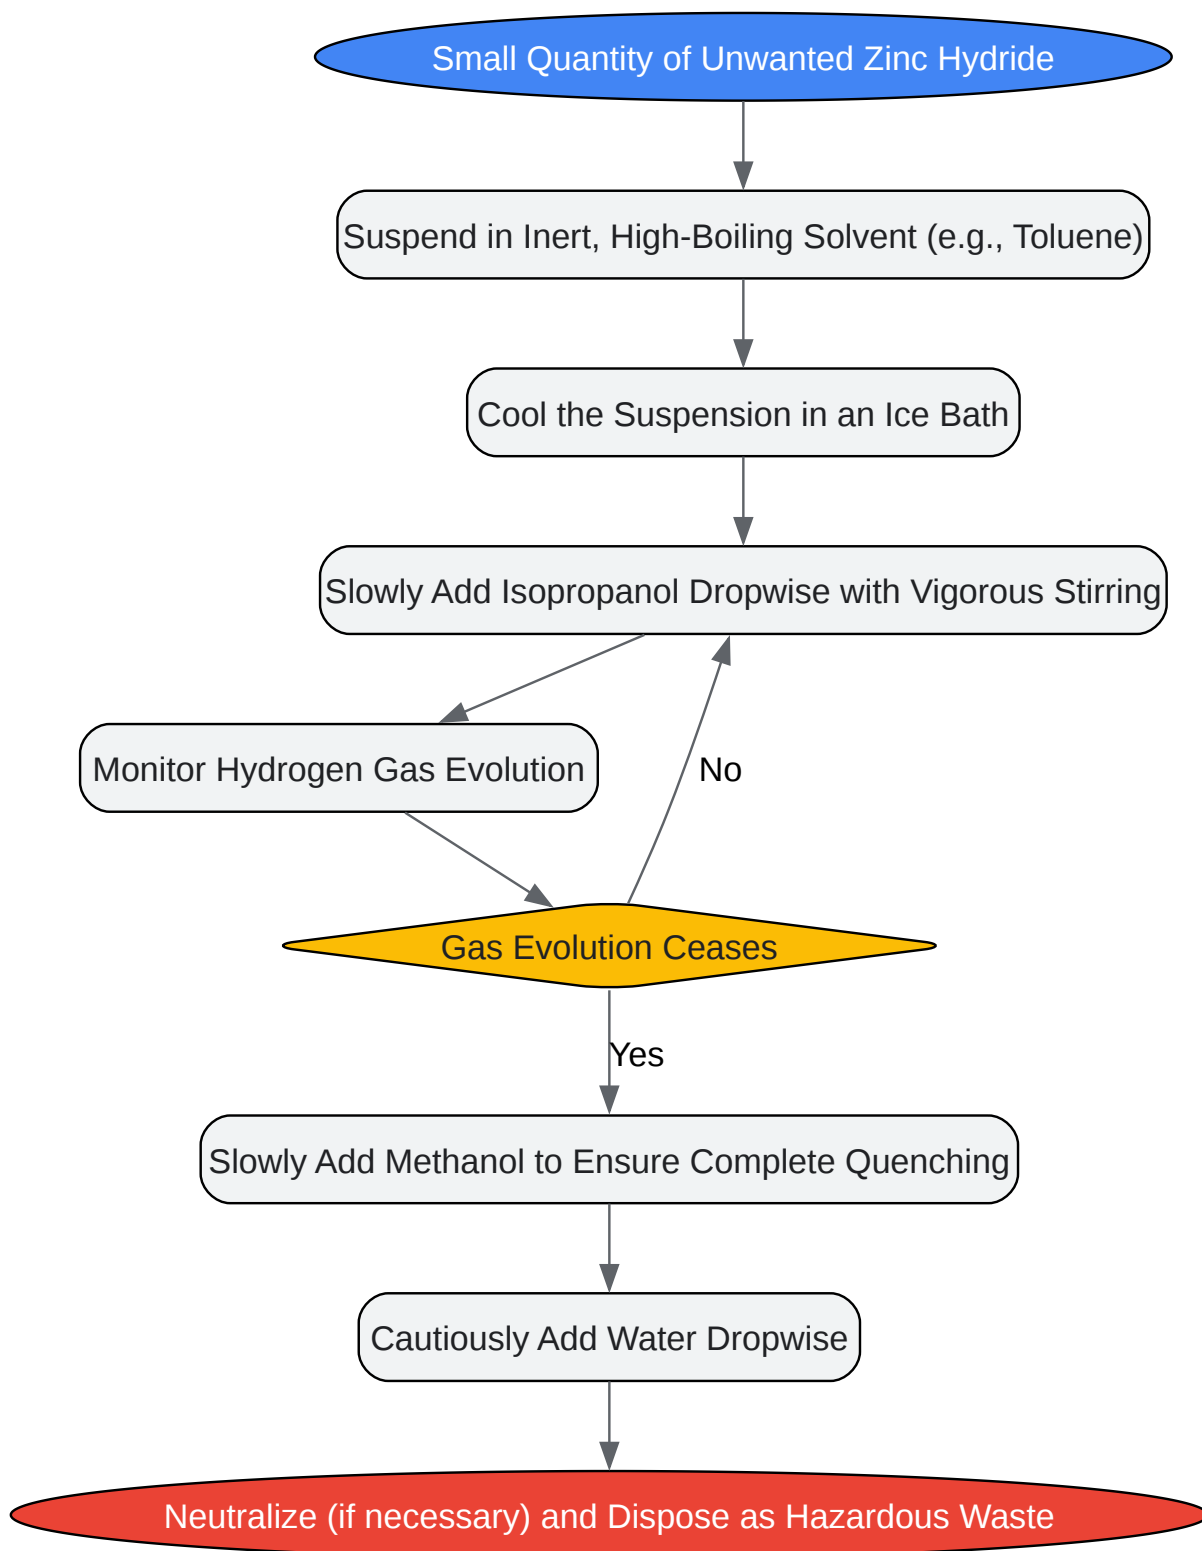 Small Quantity of Unwanted Zinc Hydride
Suspend in Inert, High-Boiling Solvent (e.g., Toluene)
Cool the Suspension in an Ice Bath
Slowly Add Isopropanol Dropwise with Vigorous Stirring
Monitor Hydrogen Gas Evolution
No
Gas Evolution Ceases
Yes
Slowly Add Methanol to Ensure Complete Quenching
Cautiously Add Water Dropwise
Neutralize (if necessary) and Dispose as Hazardous Waste